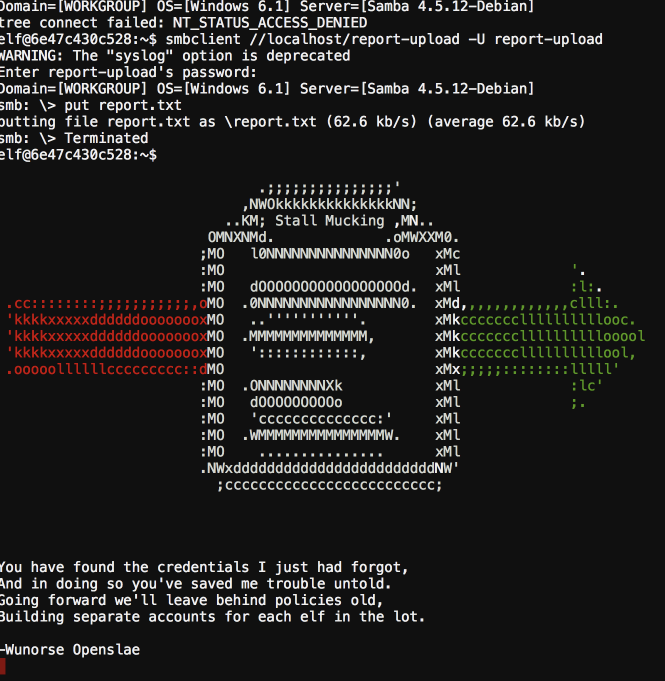 Domain=[WORKGROUP] OS=[Windows 6.1] Server=[Samba 4.5.12-Debian]
tree connect failed: NT_STATUS_ACCESS_DENIED
elf@6e47c430c528:~$ smbclient //localhost/report-upload -U report-upload
WARNING: The "syslog" option is deprecated
Enter report-upload's password:
Domain=[WORKGROUP] OS=[Windows 6.1] Server=[Samba 4.5.12-Debian]
smb: \> put report.txt
putting file report.txt as \report.txt (62.6 kb/s) (average 62.6 kb/s)
smb: \> Terminated
elf@6e47c430c528:~$
.;;;;;;;;;;;;;;;'
,NWOkkkkkkkkkkkkkkNN;
..KM; Stall Mucking ,MN..
OMNXNMd. .oMWXXM0.
;MO l0NNNNNNNNNNNNNNN0o xMc
:MO xMl '.
:MO dOOOOOOOOOOOOOOOOOd. xMl :l:.
.cc::::::::;;;;;;;;;;;,oMO .0NNNNNNNNNNNNNNNNN0. xMd,,,,,,,,,,,,,clll:.
'kkkkxxxxxddddddoooooooxMO ..'''''''''''. xMkcccccccllllllllllooc.
'kkkkxxxxxddddddoooooooxMO .MMMMMMMMMMMMMM, xMkcccccccllllllllllooool
'kkkkxxxxxddddddoooooooxMO '::::::::::::, xMkcccccccllllllllllool,
.ooooollllllccccccccc::dMO xMx;;;;;::::::::lllll'
:MO .ONNNNNNNNXk xMl :lc'
:MO dOOOOOOOOOo xMl ;.
:MO 'cccccccccccccc:' xMl
:MO .WMMMMMMMMMMMMMMMW. xMl
:MO ............... xMl
.NWxddddddddddddddddddddddddNW'
;ccccccccccccccccccccccccc;
You have found the credentials I just had forgot,
And in doing so you've saved me trouble untold.
Going forward we'll leave behind policies old,
Building separate accounts for each elf in the lot.
-Wunorse Openslae